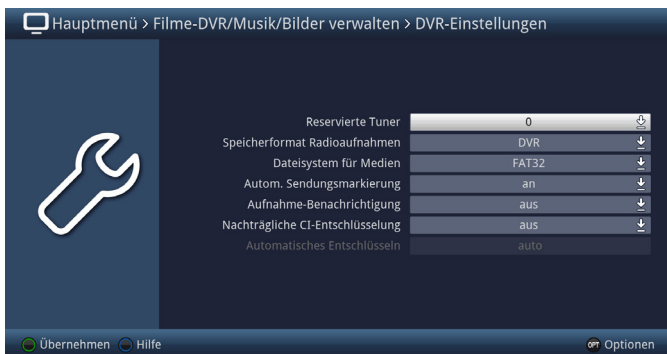 Hauptmenü > Filme-DVR/Musik/Bilder verwalten > DVR-Einstellungen
Reservierte Tuner 0
Speicherformat Radioaufnahmen DVR
Dateisystem für Medien FAT32
Autom. Sendungsmarkierung an
Aufnahme-Benachrichtigung aus
Nachträgliche CI-Entschlüsselung aus
Automatisches Entschlüsseln auto
Übernehmen Hilfe OPT Optionen